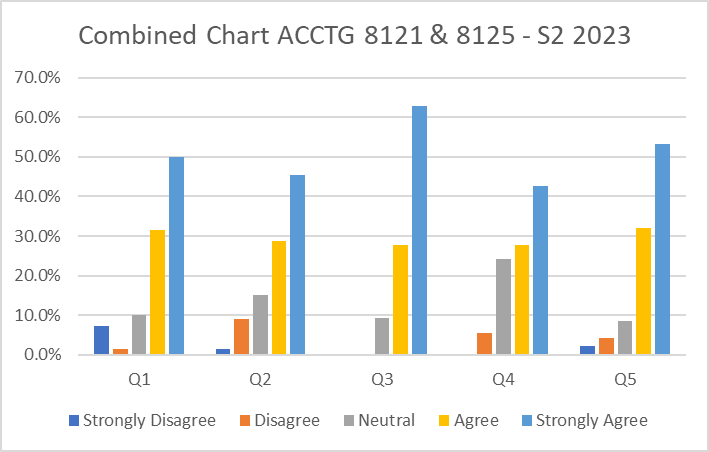 Combined Chart ACCTG 8121 & 8125 - S2 2023
70.0%
60.0%
50.0%
40.0%
30.0%
20.0%
10.0%
0.0%
Q1 Q2 Q3 Q4 Q5
Strongly Disagree Disagree Neutral Agree Strongly Agree